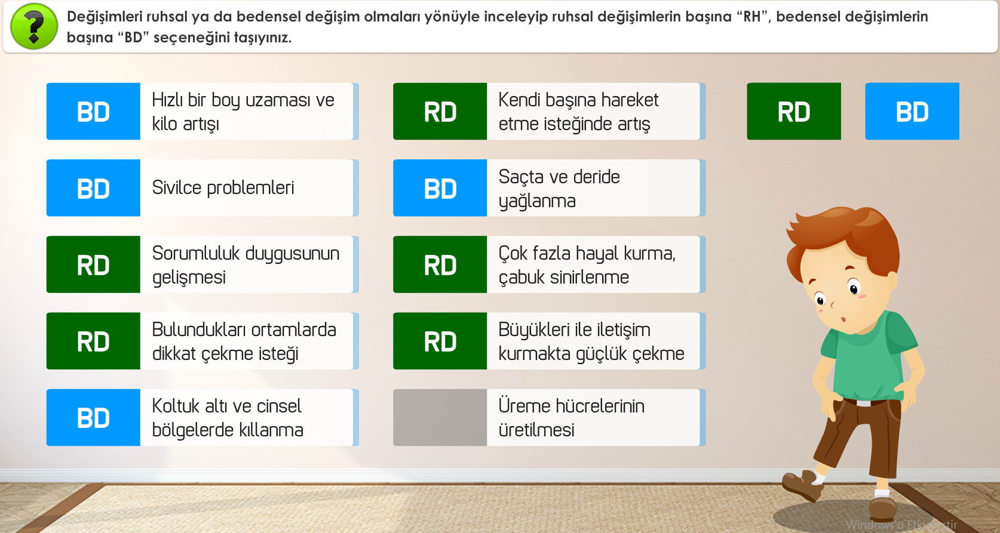 ?
Değişimleri ruhsal ya da bedensel değişim olmaları yönüyle inceleyip ruhsal değişimlerin başına “RH”, bedensel değişimlerin
başına “BD” seçeneğini taşıyınız.
BD
Hızlı bir boy uzaması ve
kilo artışı
RD
Kendi başına hareket
etme isteğinde artış
RD
BD
BD
Sivilce problemleri
BD
Saçta ve deride
yağlanma
RD
Sorumluluk duygusunun
gelişmesi
RD
Çok fazla hayal kurma,
çabuk sinirlenme
RD
Bulundukları ortamlarda
dikkat çekme isteği
RD
Büyükleri ile iletişim
kurmakta güçlük çekme
BD
Koltuk altı ve cinsel
bölgelerde kıllanma
Üreme hücrelerinin
üretilmesi
Windows'u Etkinleştir